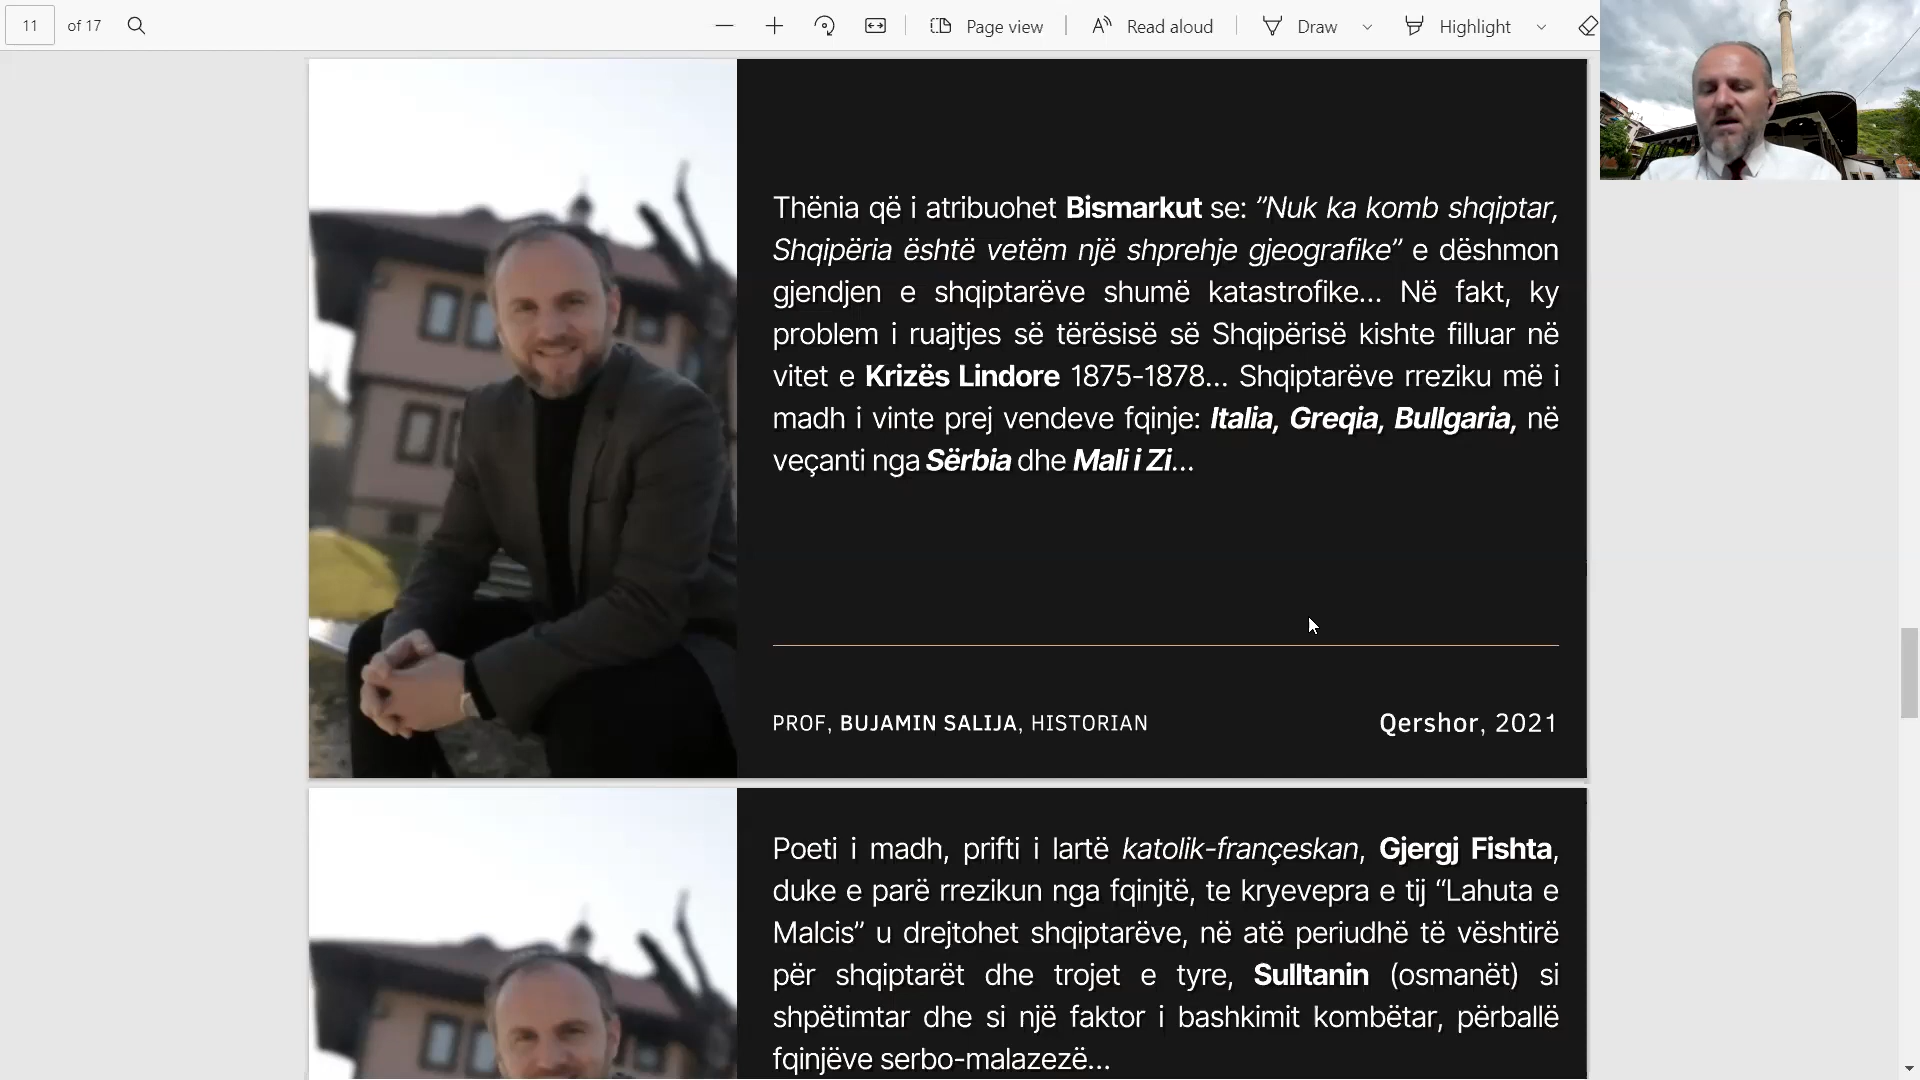 11 of 17 Page view Read aloud Draw Highlight
Thënia që i atribuohet Bismarkut se: ”Nuk ka komb shqiptar,
Shqipëria është vetëm një shprehje gjeografike” e dëshmon
gjendjen e shqiptarëve shumë katastrofike... Në fakt, ky
problem i ruajtjes së tërësisë së Shqipërisë kishte filluar në
vitet e Krizës Lindore 1875-1878... Shqiptarëve rreziku më i
madh i vinte prej vendeve fqinje: Italia, Greqia, Bullgaria, në
veçanti nga Sërbia dhe Mali i Zi...
PROF, BUJAMIN SALIJA, HISTORIAN
Qershor, 2021
Poeti i madh, prifti i lartë katolik-françeskan, Gjergj Fishta,
duke e parë rrezikun nga fqinjtë, te kryevepra e tij “Lahuta e
Malcis” u drejtohet shqiptarëve, në atë periudhë të vështirë
për shqiptarët dhe trojet e tyre, Sulltanin (osmanët) si
shpëtimtar dhe si një faktor i bashkimit kombëtar, përballë
fqinjëve serbo-malazezë...